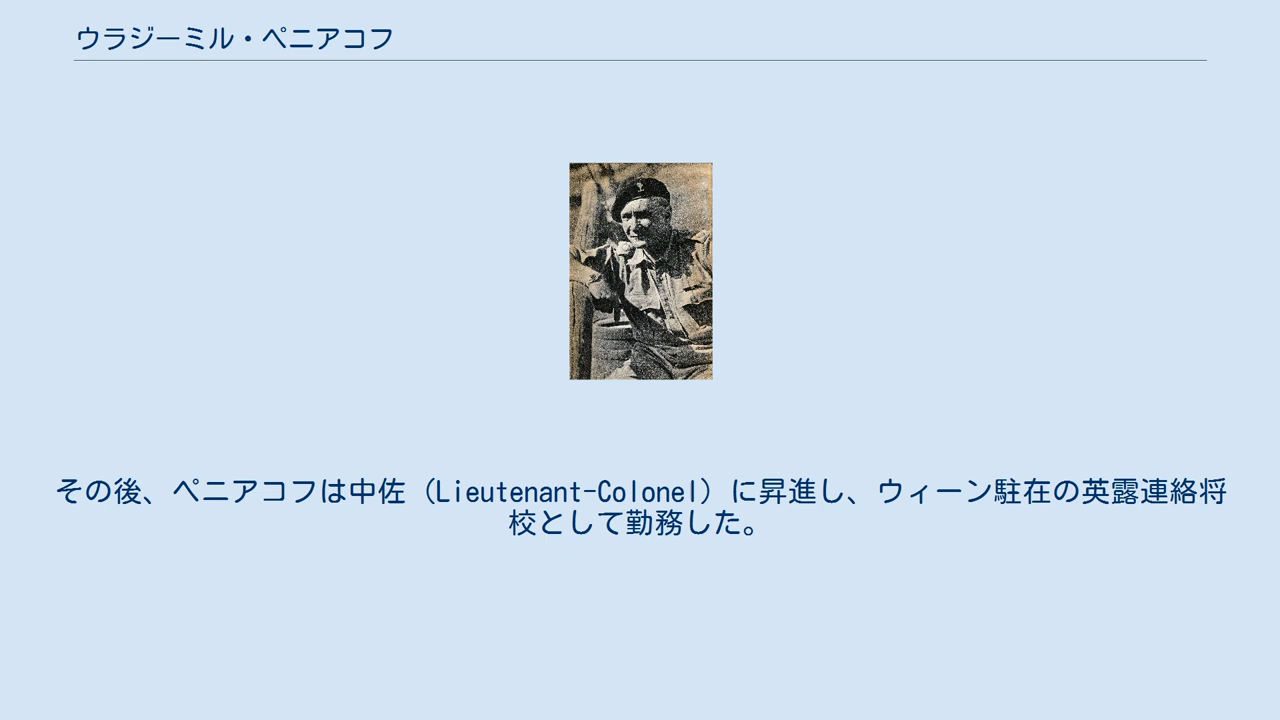 ウラジーミル・ペニアコフ
その後、ペニアコフは中佐（Lieutenant-Colonel）に昇進し、ウィーン駐在の英露連絡将
校として勤務した。